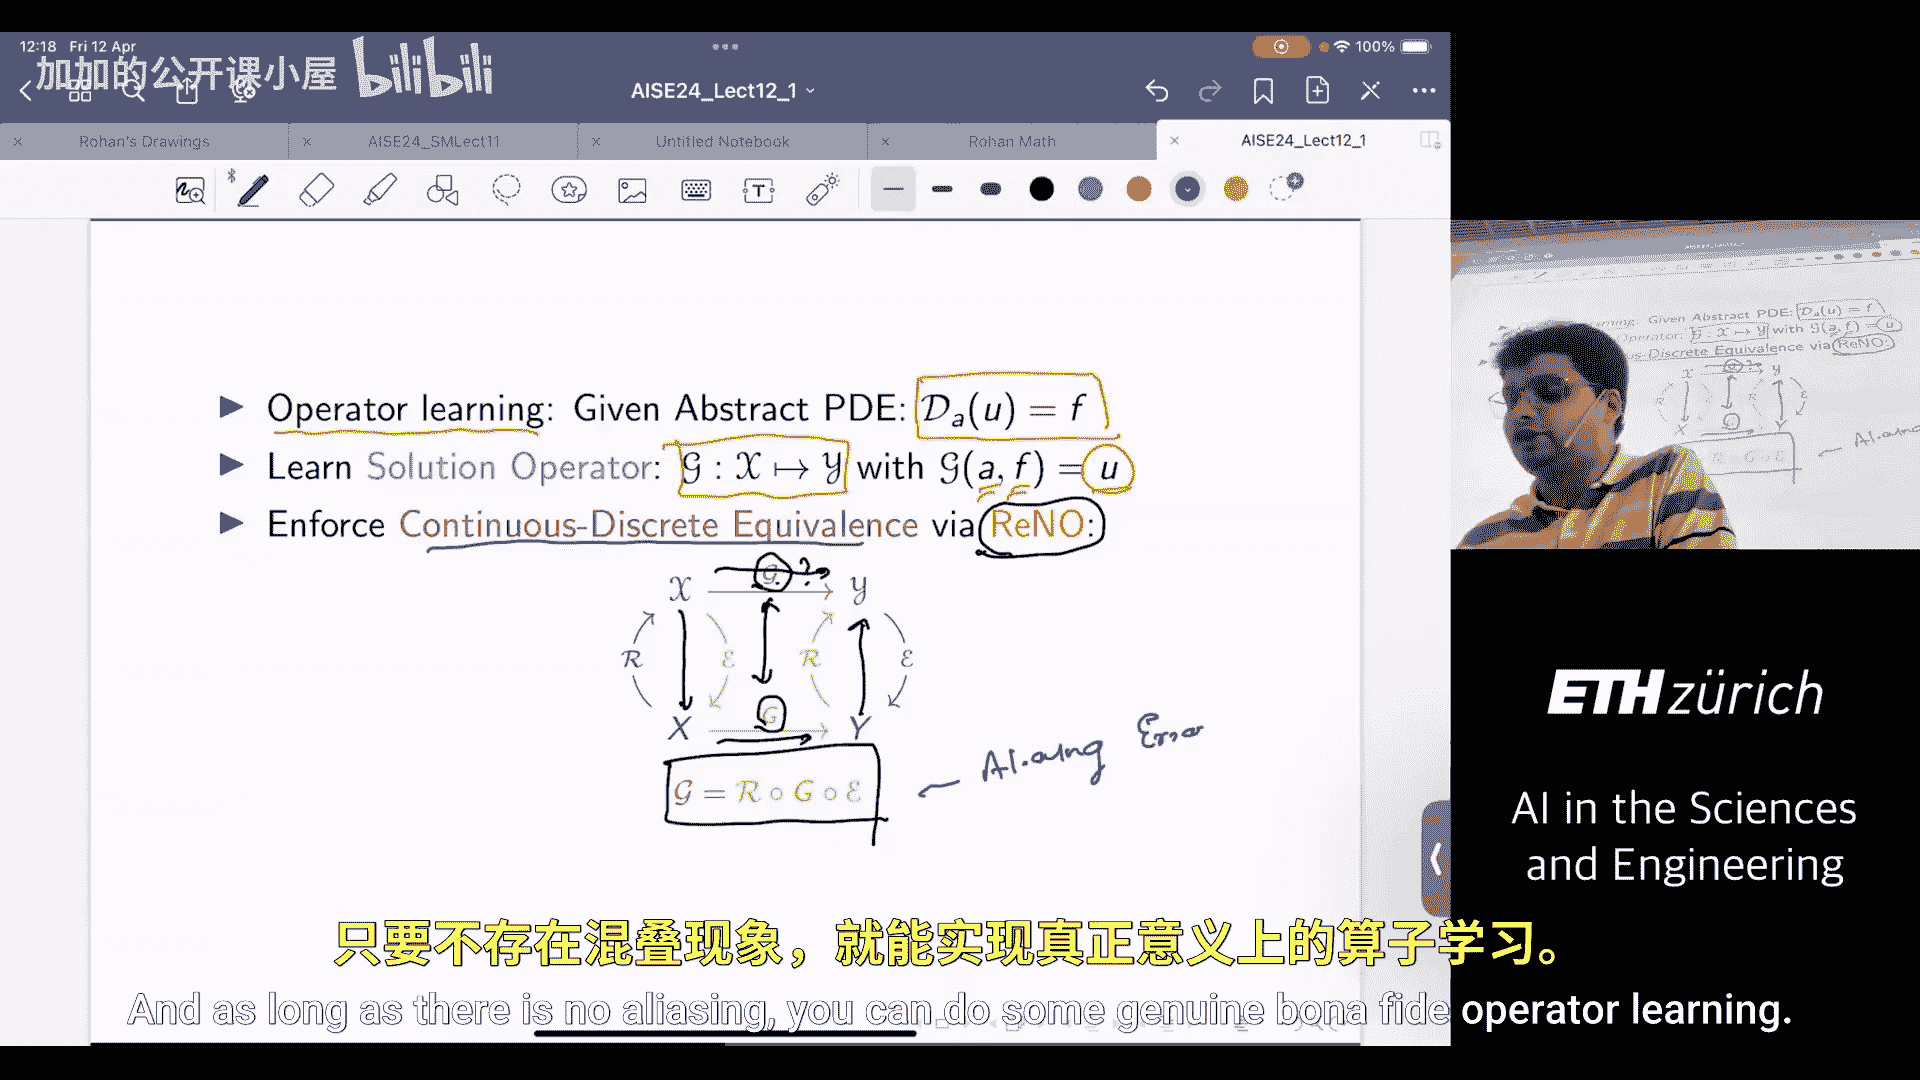 12:18 Fri 12 Apr
100%
加加的公开课小屋 bilibili
AISE24_Lect12_1
Rohan's Drawings
AISE24_SMLect11
Untitled Notebook
Rohan Math
AISE24_Lect12_1
Operator learning: Given Abstract PDE: 𝒟ₐ(u) = f
Learn Solution Operator: 𝒢 : 𝒳 ↦ 𝒴 with 𝒢(a, f) = u
Enforce Continuous-Discrete Equivalence via ReNO:
𝒳 𝒢 ? 𝒴
ℛ ℰ ℛ ℰ
X G Y
𝒢 = ℛ ∘ G ∘ ℰ
Aliasing Error
ETH zürich
AI in the Sciences
and Engineering
只要不存在混叠现象，就能实现真正意义上的算子学习。
And as long as there is no aliasing, you can do some genuine bona fide operator learning.